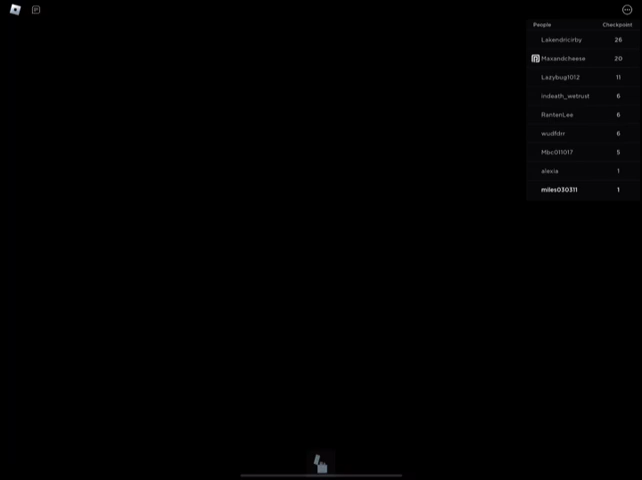 People Checkpoint
Lakendricirby 26
Maxandcheese 20
Lazybug1012 11
indeath_wetrust 6
RantenLee 6
wudfdrr 6
Mbc011017 5
alexia 1
miles030311 1